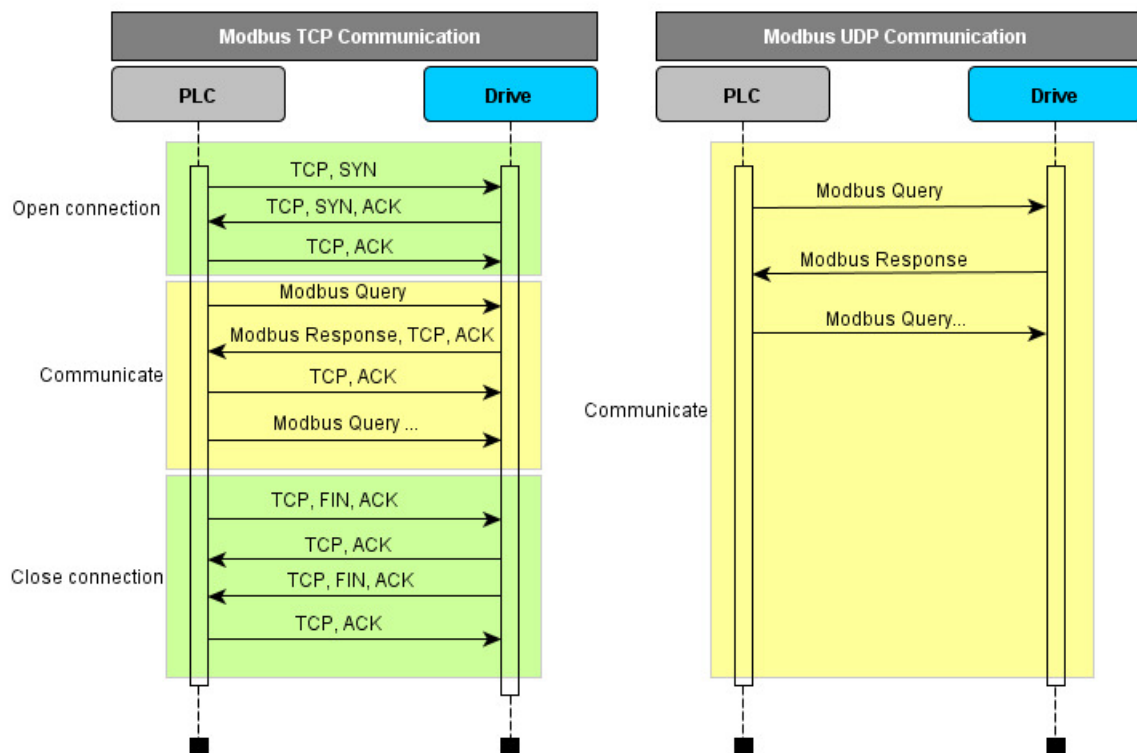 Modbus TCP Communication
PLC
Drive
Open connection
TCP, SYN
TCP, SYN, ACK
TCP, ACK
Communicate
Modbus Query
Modbus Response, TCP, ACK
TCP, ACK
Modbus Query ...
Close connection
TCP, FIN, ACK
TCP, ACK
TCP, FIN, ACK
TCP, ACK
Modbus UDP Communication
PLC
Drive
Communicate
Modbus Query
Modbus Response
Modbus Query...